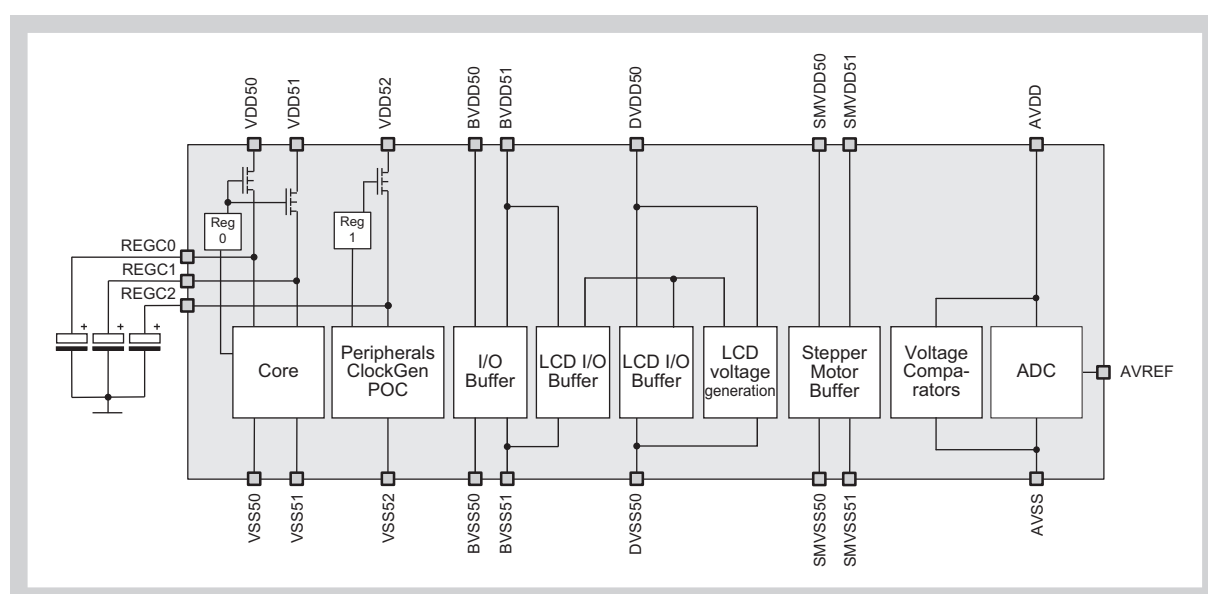 VDD50
VDD51
VDD52
BVDD50
BVDD51
DVDD50
SMVDD50
SMVDD51
AVDD
Reg
0
Reg
1
REGC0
REGC1
REGC2
+
+
+
Core
Peripherals
ClockGen
POC
I/O
Buffer
LCD I/O
Buffer
LCD I/O
Buffer
LCD
voltage
generation
Stepper
Motor
Buffer
Voltage
Compa-
rators
ADC
AVREF
VSS50
VSS51
VSS52
BVSS50
BVSS51
DVSS50
SMVSS50
SMVSS51
AVSS